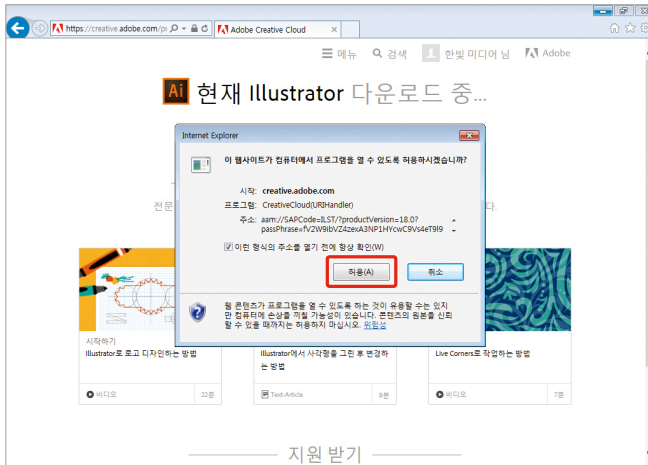 https://creative.adobe.com/pr
Adobe Creative Cloud
메뉴 검색 한빛 미디어 님 Adobe
Ai 현재 Illustrator 다운로드 중...
Internet Explorer
이 웹사이트가 컴퓨터에서 프로그램을 열 수 있도록 허용하시겠습니까?
시작: creative.adobe.com
프로그램: CreativeCloud(URIHandler)
주소: aam://SAPCode=ILST/?productVersion=18.0?
passPhrase=fV2W9ibVZ4zexA3NP1HYcwC9Vs4eT9l9
이런 형식의 주소를 열기 전에 항상 확인(W)
허용(A) 취소
웹 콘텐츠가 프로그램을 열 수 있도록 하는 것이 유용할 수는 있지
만 컴퓨터에 손상을 끼칠 가능성이 있습니다. 콘텐츠의 원본을 신뢰
할 수 있을 때까지는 허용하지 마십시오. 위험성
전문
다.
시작하기
Illustrator로 로고 디자인하는 방법
Illustrator에서 사각형을 그린 후 변경하
는 방법
Live Corners로 작업하는 방법
비디오 22분
Text-Article 8분
비디오 7분
지원 받기